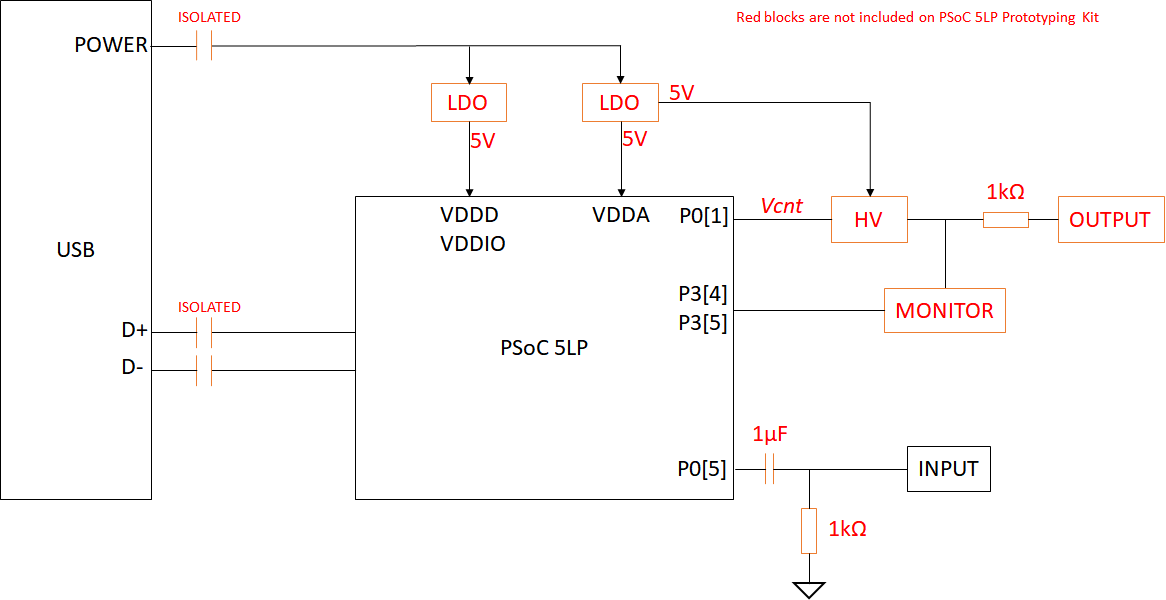 ISOLATED
Red blocks are not included on PSoC 5LP Prototyping Kit
POWER
LDO
LDO
5V
5V
5V
VDDD
VDDA
P0[1]
Vcnt
HV
1kΩ
OUTPUT
VDDIO
USB
ISOLATED
P3[4]
P3[5]
MONITOR
D+
D-
PSoC 5LP
1µF
P0[5]
INPUT
1kΩ